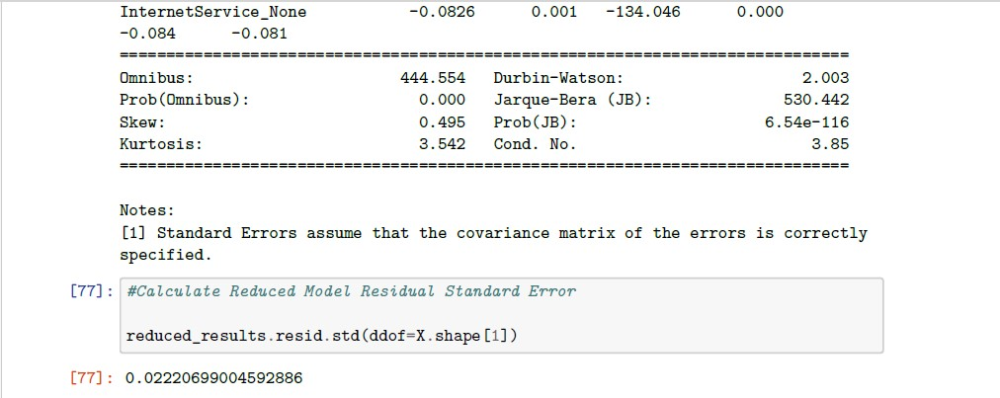 InternetService_None -0.0826 0.001 -134.046 0.000
-0.084 -0.081
==============================================================================
Omnibus: 444.554 Durbin-Watson: 2.003
Prob(Omnibus): 0.000 Jarque-Bera (JB): 530.442
Skew: 0.495 Prob(JB): 6.54e-116
Kurtosis: 3.542 Cond. No. 3.85
==============================================================================
Notes:
[1] Standard Errors assume that the covariance matrix of the errors is correctly
specified.
[77]: #Calculate Reduced Model Residual Standard Error
reduced_results.resid.std(ddof=X.shape[1])
[77]: 0.02220699004592886